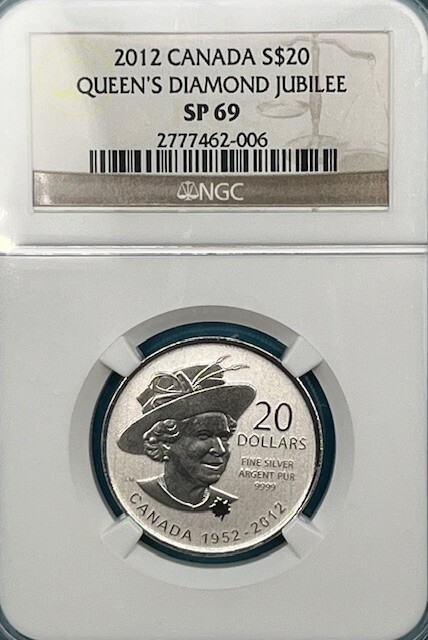 2012 CANADA S$20
QUEEN'S DIAMOND JUBILEE
SP 69
2777462-006
NGC
20
DOLLARS
FINE SILVER
ARGENT PUR
9999
CANADA 1952-2012